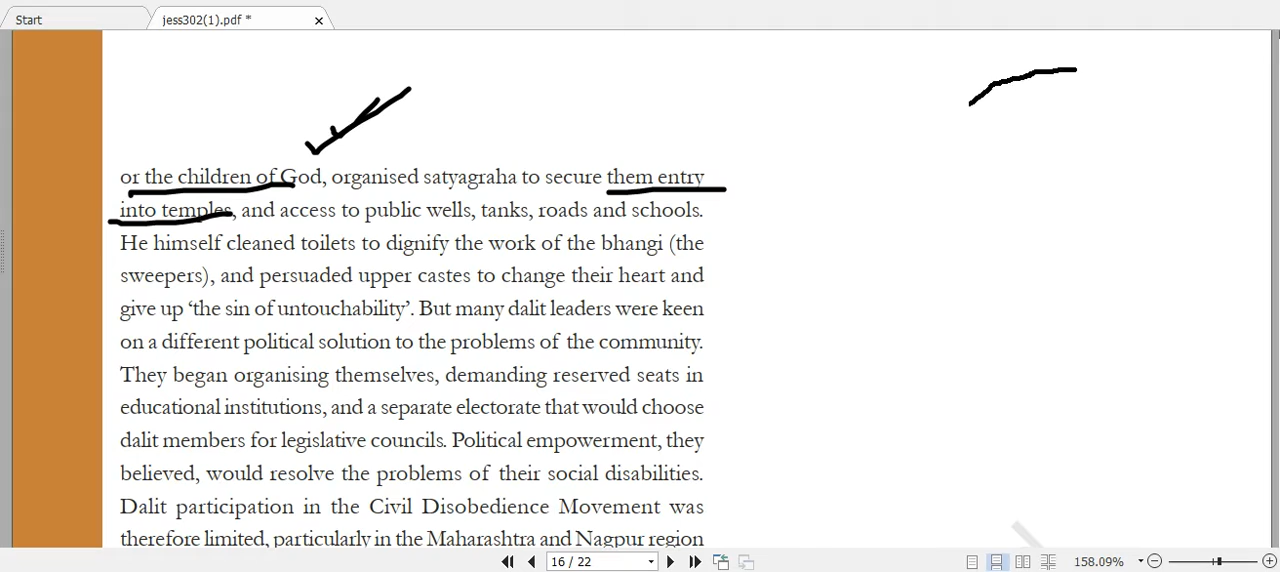 Start
jess302(1).pdf *
or the children of God, organised satyagraha to secure them entry
into temples, and access to public wells, tanks, roads and schools.
He himself cleaned toilets to dignify the work of the bhangi (the
sweepers), and persuaded upper castes to change their heart and
give up ‘the sin of untouchability’. But many dalit leaders were keen
on a different political solution to the problems of the community.
They began organising themselves, demanding reserved seats in
educational institutions, and a separate electorate that would choose
dalit members for legislative councils. Political empowerment, they
believed, would resolve the problems of their social disabilities.
Dalit participation in the Civil Disobedience Movement was
therefore limited, particularly in the Maharashtra and Nagpur region
16 / 22
158.09%